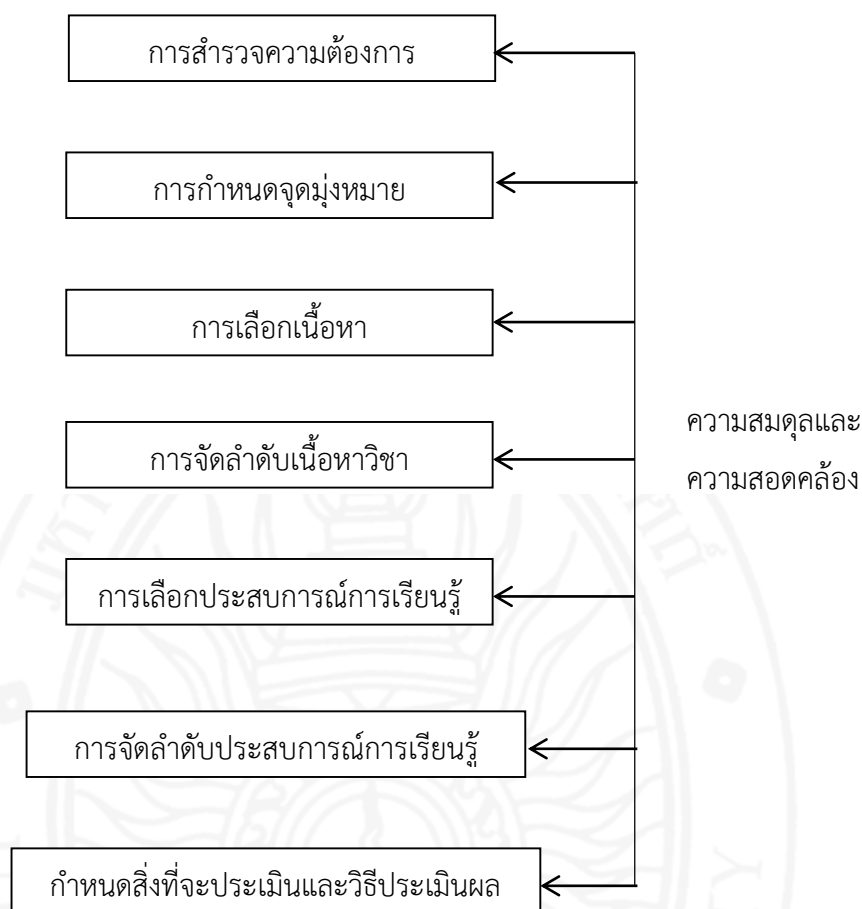 การสำรวจความต้องการ
การกำหนดจุดมุ่งหมาย
การเลือกเนื้อหา
การจัดลำดับเนื้อหาวิชา
ความสมดุลและ
ความสอดคล้อง
การเลือกประสบการณ์การเรียนรู้
การจัดลำดับประสบการณ์การเรียนรู้
กำหนดสิ่งที่จะประเมินและวิธีประเมินผล